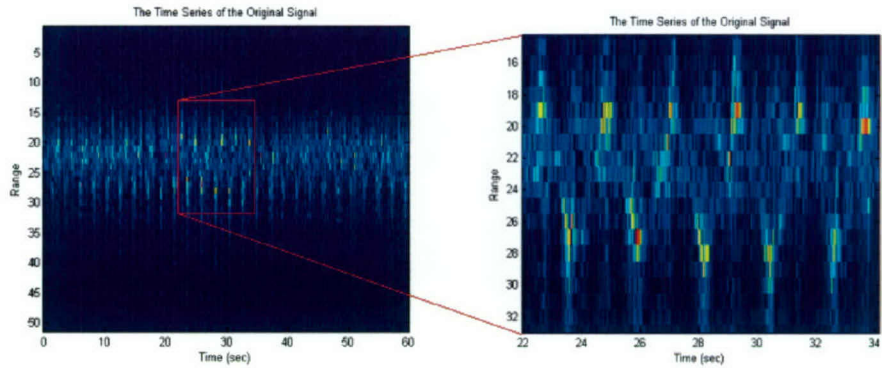 The Time Series of the Original Signal
5
10
15
20
25
30
35
40
45
50
Range
0 10 20 30 40 50 60
Time (sec)
The Time Series of the Original Signal
16
18
20
22
24
26
28
30
32
Range
22 24 26 28 30 32 34
Time (sec)